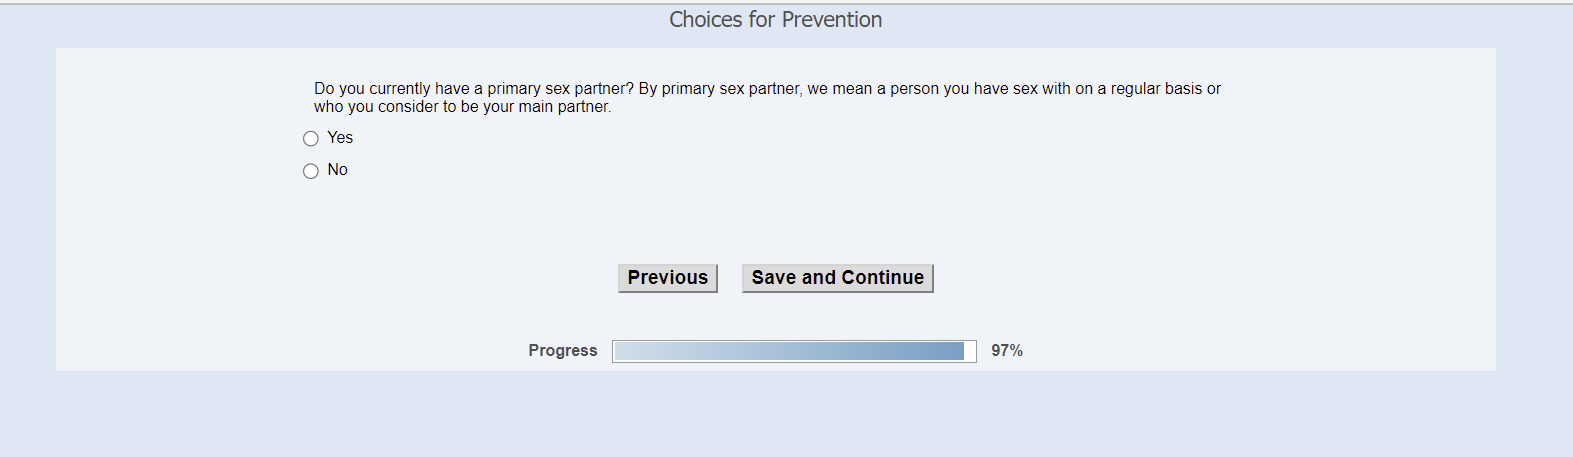 Choices for Prevention
Do you currently have a primary sex partner? By primary sex partner, we mean a person you have sex with on a regular basis or
who you consider to be your main partner.
Yes
No
Previous Save and Continue
Progress 97%